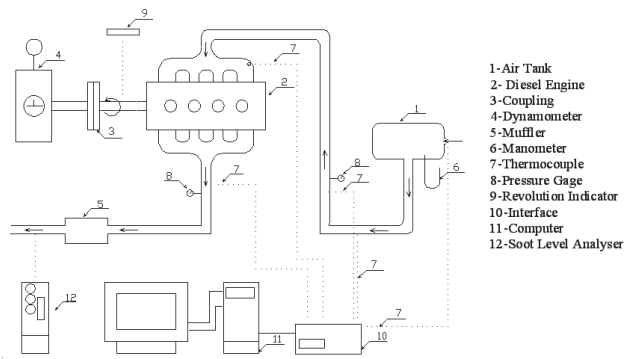 9
4
7
2
3
1
8
7
6
7
8
5
7
7
12
11
10
1-Air Tank
2- Diesel Engine
3-Coupling
4-Dynamometer
5-Muffler
6-Manometer
7-Thermocouple
8-Pressure Gage
9-Revolution Indicator
10-Interface
11-Computer
12-Soot Level Analyser